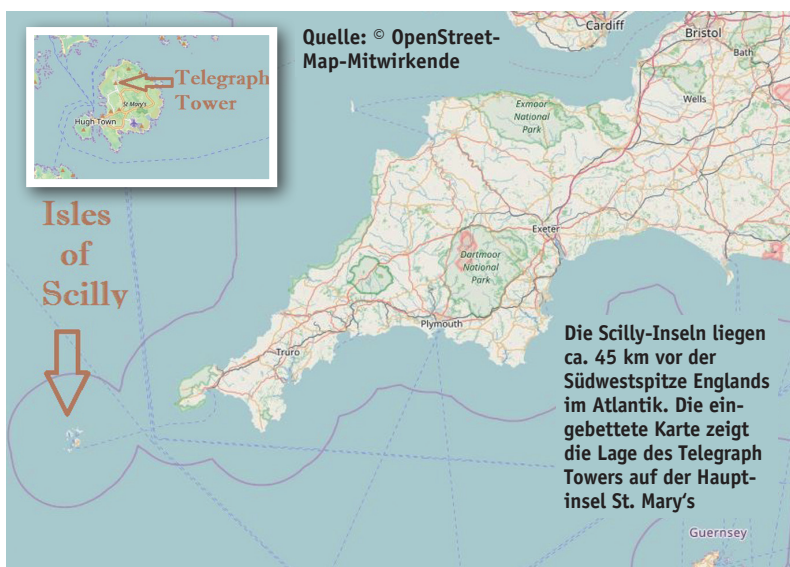 Quelle: © OpenStreet-
Map-Mitwirkende
Cardiff
Bristol
Bath
Wells
Telegraph
Tower
St Mary's
Hugh Town
Exmoor
National
Park
Isles
of
Scilly
Exeter
Dartmoor
National
Park
Plymouth
Truro
Die Scilly-Inseln liegen
ca. 45 km vor der
Südwestspitze Englands
im Atlantik. Die ein-
gebettete Karte zeigt
die Lage des Telegraph
Towers auf der Haupt-
insel St. Mary‘s
Guernsey